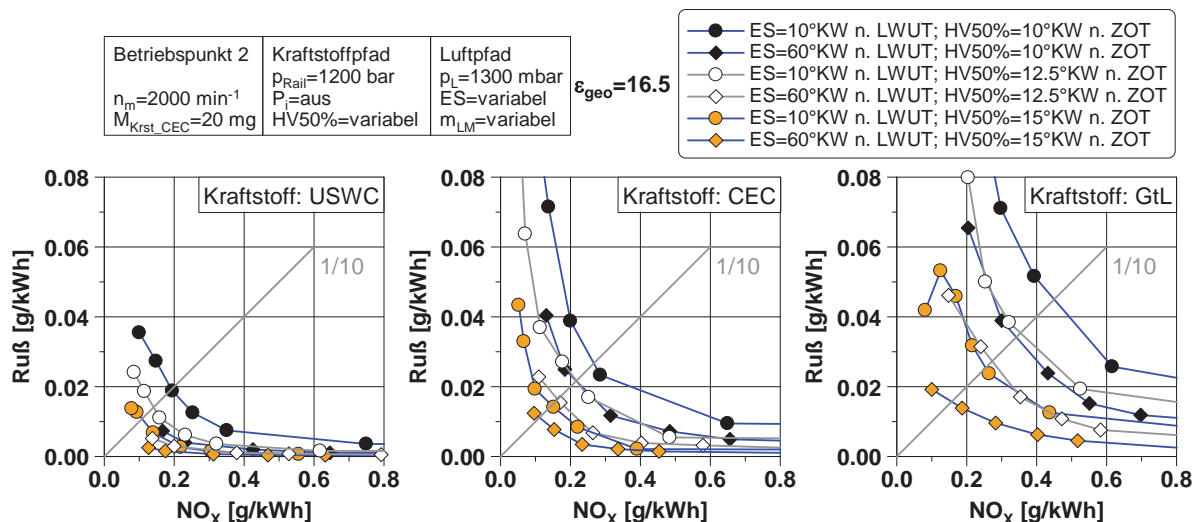 Betriebspunkt 2
n_m=2000 min⁻¹
M_Krst_CEC=20 mg
Kraftstoffpfad
p_Rail=1200 bar
P_i=aus
HV50%=variabel
Luftpfad
p_L=1300 mbar
ES=variabel
m_LM=variabel
ε_geo=16.5
ES=10°KW n. LWUT; HV50%=10°KW n. ZOT
ES=60°KW n. LWUT; HV50%=10°KW n. ZOT
ES=10°KW n. LWUT; HV50%=12.5°KW n. ZOT
ES=60°KW n. LWUT; HV50%=12.5°KW n. ZOT
ES=10°KW n. LWUT; HV50%=15°KW n. ZOT
ES=60°KW n. LWUT; HV50%=15°KW n. ZOT
Kraftstoff: USWC
1/10
Ruß [g/kWh]
0.08
0.06
0.04
0.02
0.00
0.0 0.2 0.4 0.6 0.8
NO_X [g/kWh]
Kraftstoff: CEC
1/10
Ruß [g/kWh]
0.08
0.06
0.04
0.02
0.00
0.0 0.2 0.4 0.6 0.8
NO_X [g/kWh]
Kraftstoff: GtL
1/10
Ruß [g/kWh]
0.08
0.06
0.04
0.02
0.00
0.0 0.2 0.4 0.6 0.8
NO_X [g/kWh]